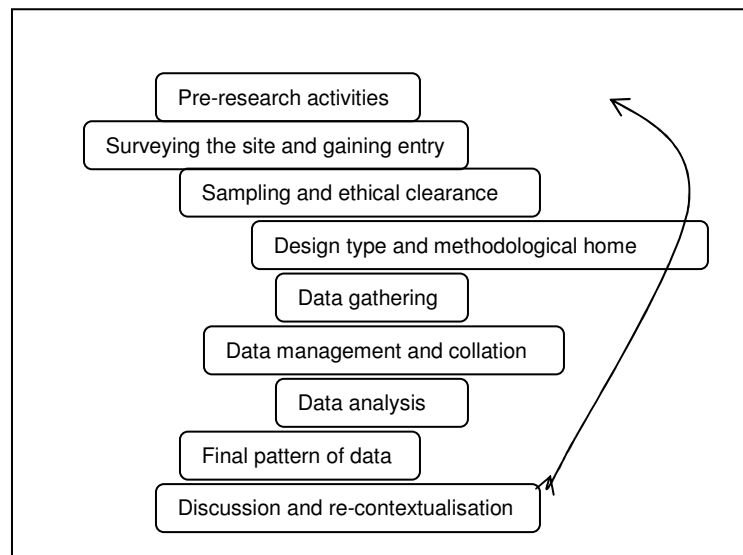 Pre-research activities
Surveying the site and gaining entry
Sampling and ethical clearance
Design type and methodological home
Data gathering
Data management and collation
Data analysis
Final pattern of data
Discussion and re-contextualisation